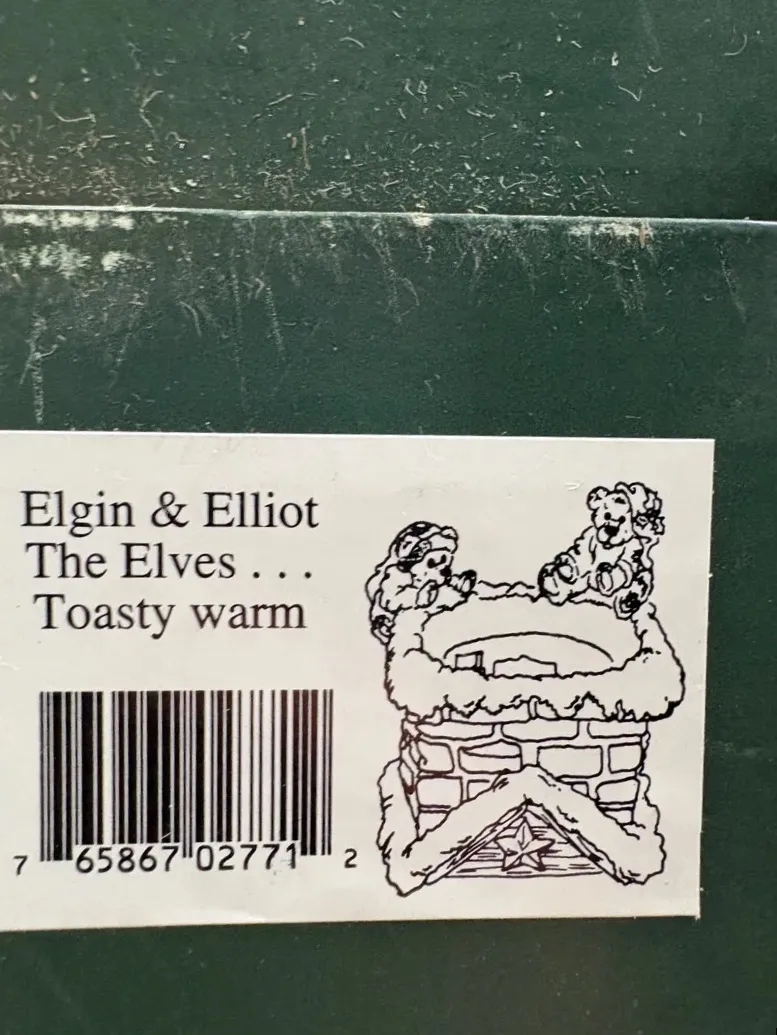 Elgin & Elliot
The Elves . . .
Toasty warm
7 65867 02771 2